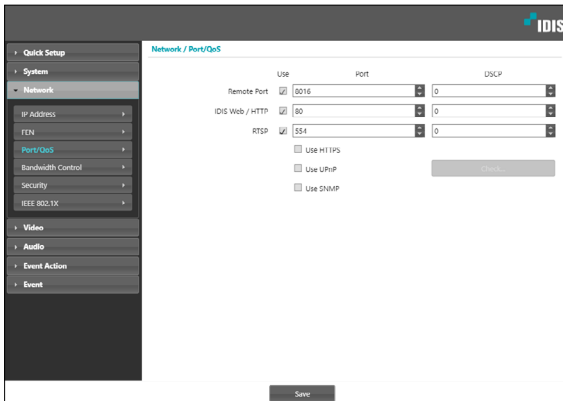 IDIS
Quick Setup
System
Network
IP Address
FEN
Port/QoS
Bandwidth Control
Security
IEEE 802.1X
Video
Audio
Event Action
Event
Network / Port/QoS
Use Port DSCP
Remote Port 8016 0
IDIS Web / HTTP 80 0
RTSP 554 0
Use HTTPS
Use UPnP Check...
Use SNMP
Save